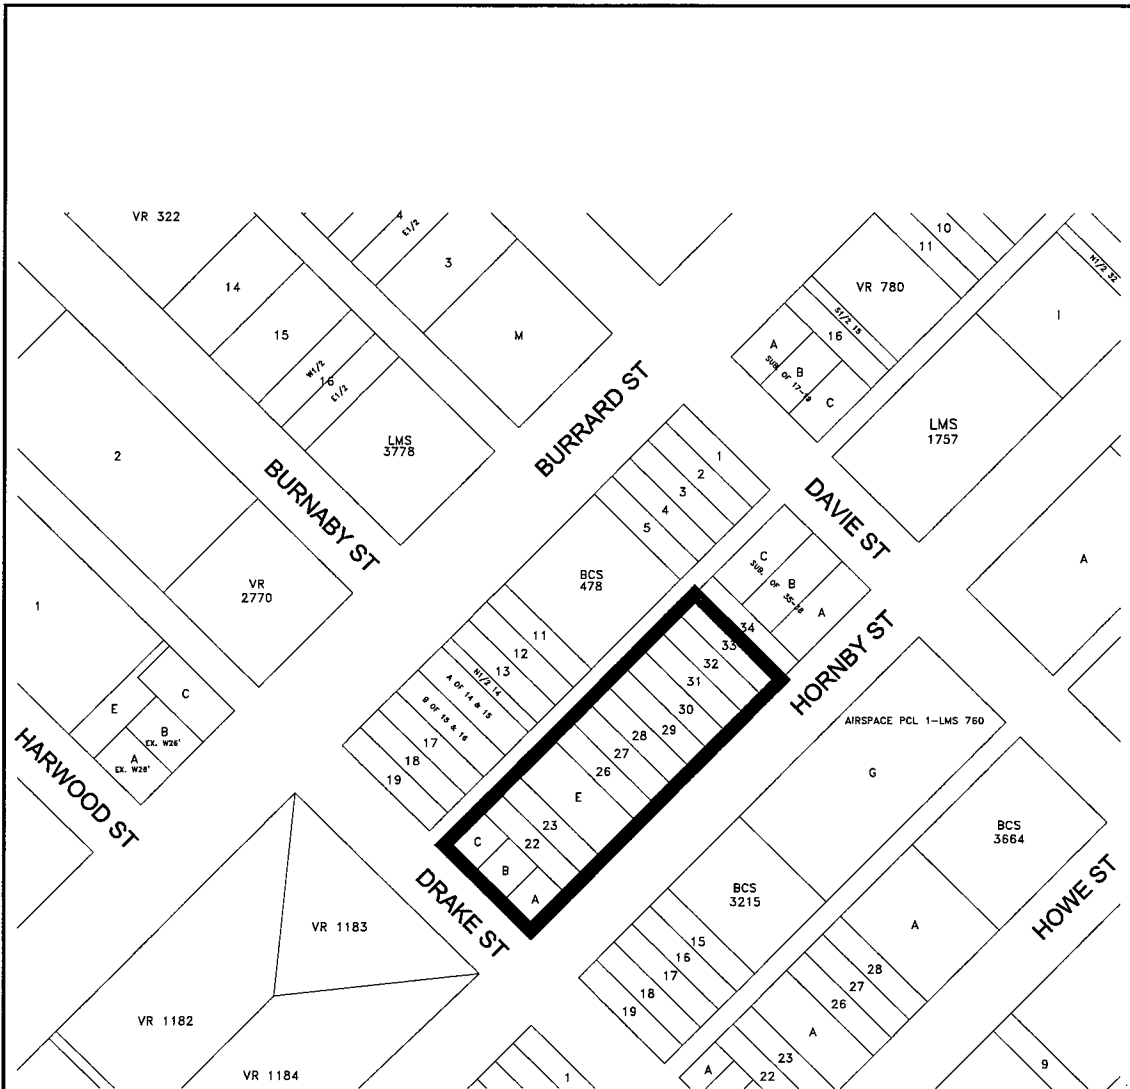 VR 322
4
E1/2
3
14
15
W1/2
16
E1/2
M
LMS
3778
BURNABY ST
BURRARD ST
2
VR
2770
1
C
E
B
EX. W26'
A
EX. W26'
HARWOOD ST
10
11
VR 780
S1/2 15
16
A
B
C
SUB. OF 17-19
N1/2 32
1
LMS
1757
DAVIE ST
A
1
2
3
4
5
BCS
478
11
12
13
N1/2 14
A OF 14 & 15
B OF 15 & 16
17
18
19
C
B
A
SUB. OF 35-38
34
33
32
31
30
29
28
27
26
E
23
22
C
B
A
HORNBY ST
DRAKE ST
AIRSPACE PCL 1-LMS 760
G
BCS
3664
BCS
3215
HOWE ST
15
16
17
18
19
A
28
27
26
A
23
22
A
9
1
VR 1183
VR 1182
VR 1184